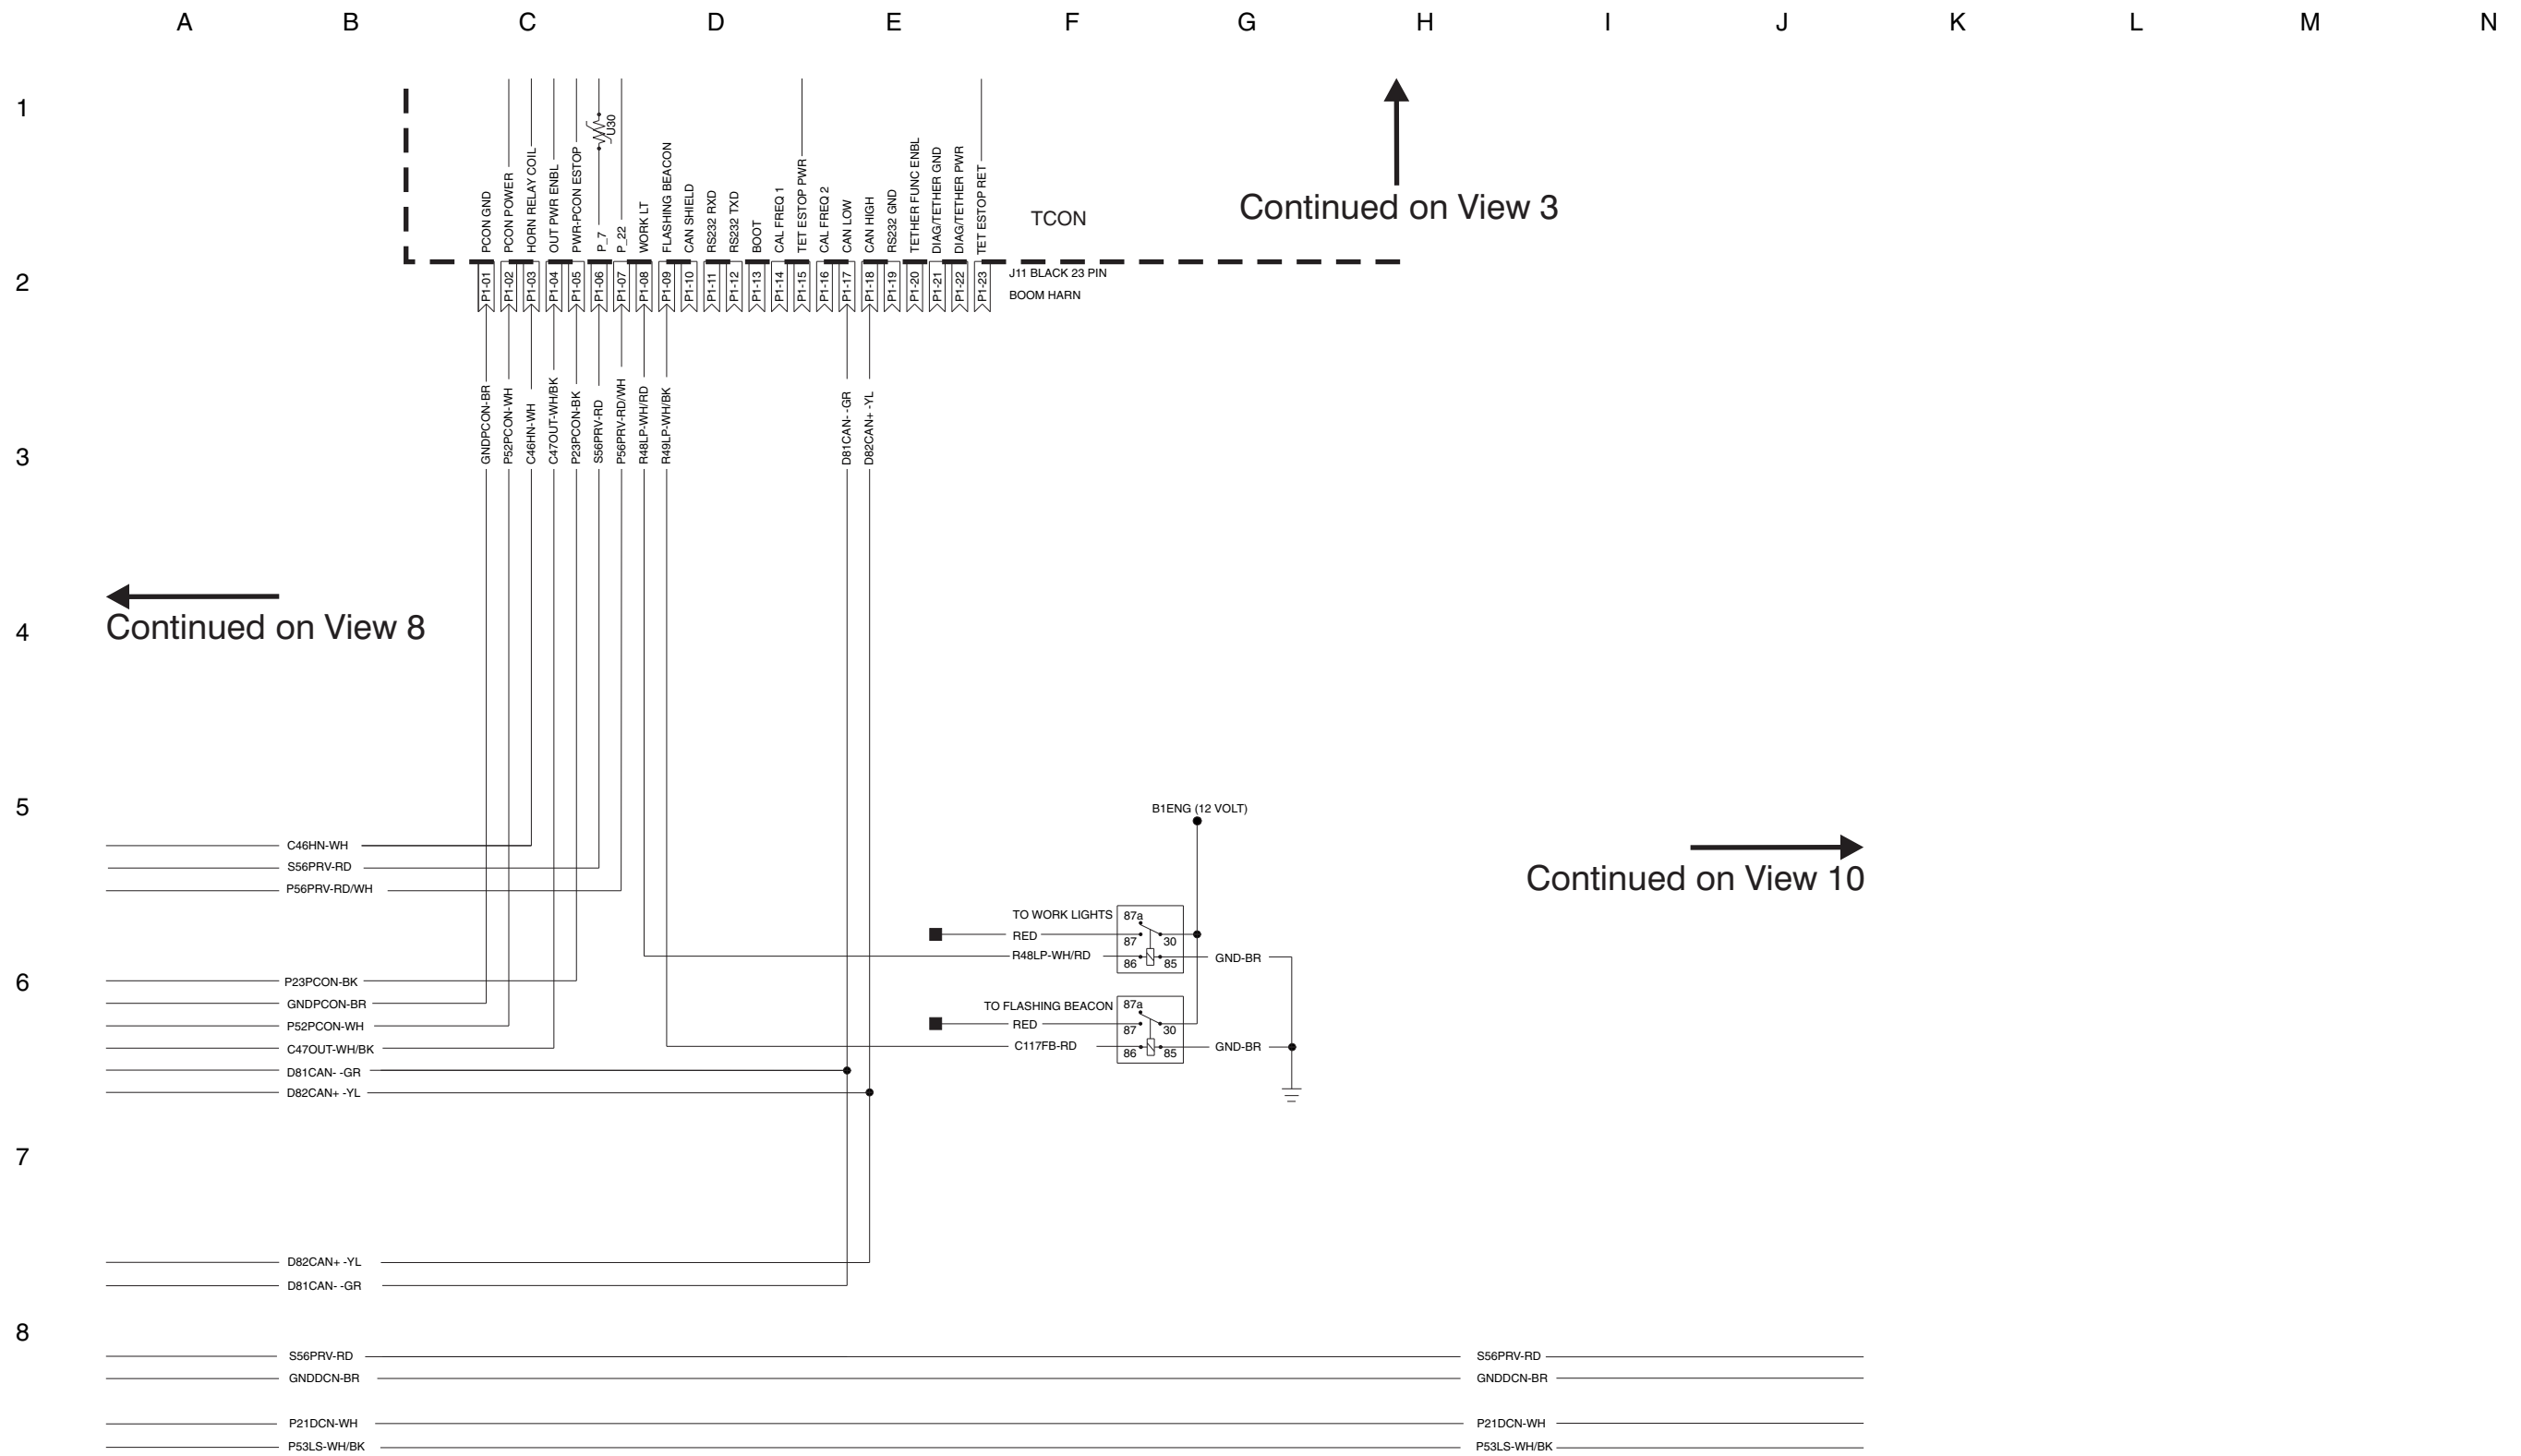 A B C D E F G H I J K L M N
1
U30
PCON GND
PCON POWER
HORN RELAY COIL
OUT PWR ENBL
PWR-PCON ESTOP
P_7
P_22
WORK LT
FLASHING BEACON
CAN SHIELD
RS232 RXD
RS232 TXD
BOOT
CAL FREQ 1
TET ESTOP PWR
CAL FREQ 2
CAN LOW
CAN HIGH
RS232 GND
TETHER FUNC ENBL
DIAG/TETHER GND
DIAG/TETHER PWR
TET ESTOP RET
TCON
Continued on View 3
2
P1-01
P1-02
P1-03
P1-04
P1-05
P1-06
P1-07
P1-08
P1-09
P1-10
P1-11
P1-12
P1-13
P1-14
P1-15
P1-16
P1-17
P1-18
P1-19
P1-20
P1-21
P1-22
P1-23
J11 BLACK 23 PIN
BOOM HARN
3
GNDPCON-BR
P52PCON-WH
C46HN-WH
C47OUT-WH/BK
P23PCON-BK
S56PRV-RD
P56PRV-RD/WH
R48LP-WH/RD
R49LP-WH/BK
D81CAN- -GR
D82CAN+ -YL
4
Continued on View 8
5
B1ENG (12 VOLT)
C46HN-WH
S56PRV-RD
P56PRV-RD/WH
Continued on View 10
TO WORK LIGHTS
87a
RED
87 30
R48LP-WH/RD
86 85
GND-BR
6
P23PCON-BK
GNDPCON-BR
P52PCON-WH
C47OUT-WH/BK
D81CAN- -GR
D82CAN+ -YL
TO FLASHING BEACON
87a
RED
87 30
C117FB-RD
86 85
GND-BR
7
D82CAN+ -YL
D81CAN- -GR
8
S56PRV-RD S56PRV-RD
GNDDCN-BR GNDDCN-BR
P21DCN-WH P21DCN-WH
P53LS-WH/BK P53LS-WH/BK